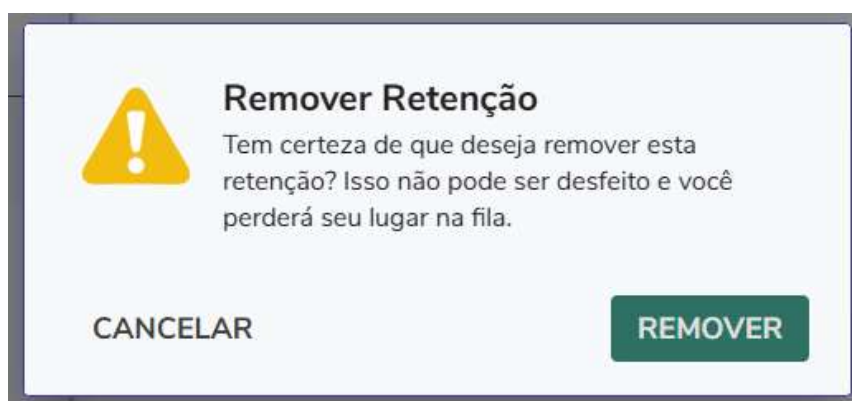 Remover Retenção
Tem certeza de que deseja remover esta
retenção? Isso não pode ser desfeito e você
perderá seu lugar na fila.
CANCELAR
REMOVER